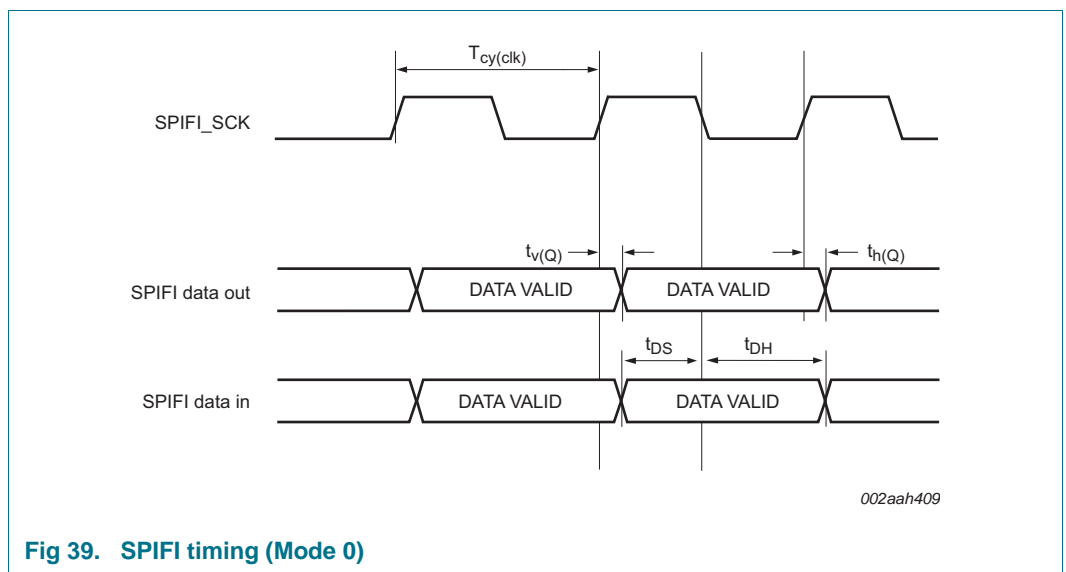 Tcy(clk)
SPIFI_SCK
tv(Q)
th(Q)
SPIFI data out
DATA VALID
DATA VALID
tDS
tDH
SPIFI data in
DATA VALID
DATA VALID
002aah409
Fig 39. SPIFI timing (Mode 0)